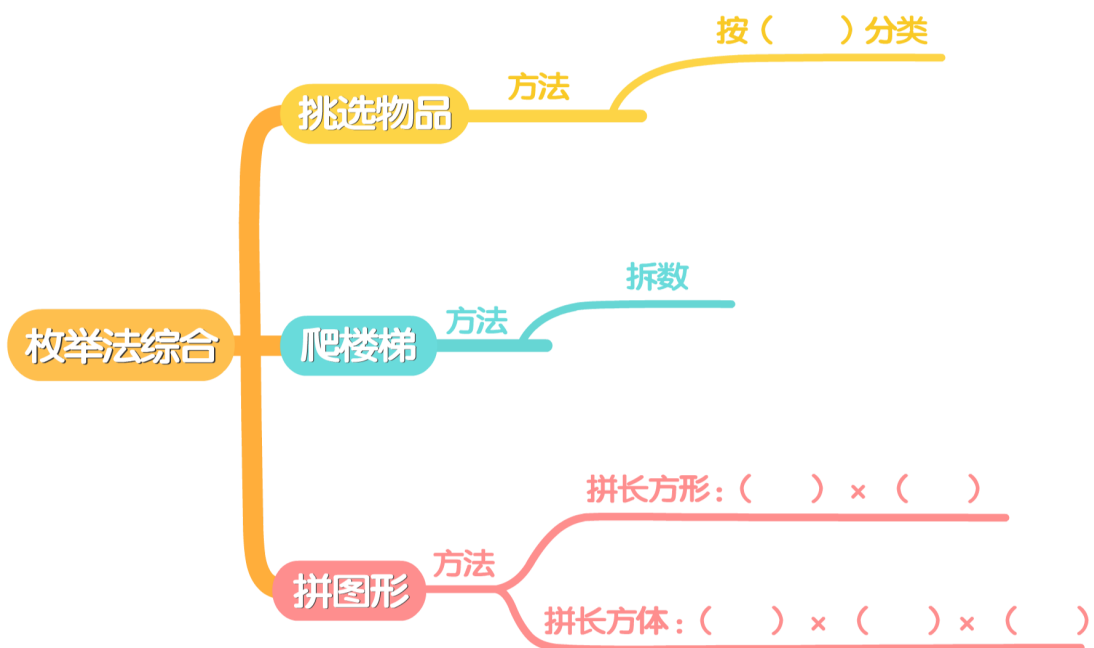 按（　　）分类
方法
挑选物品
拆数
方法
枚举法综合
爬楼梯
拼长方形：（　　）×（　　）
方法
拼图形
拼长方体：（　　）×（　　）×（　　）